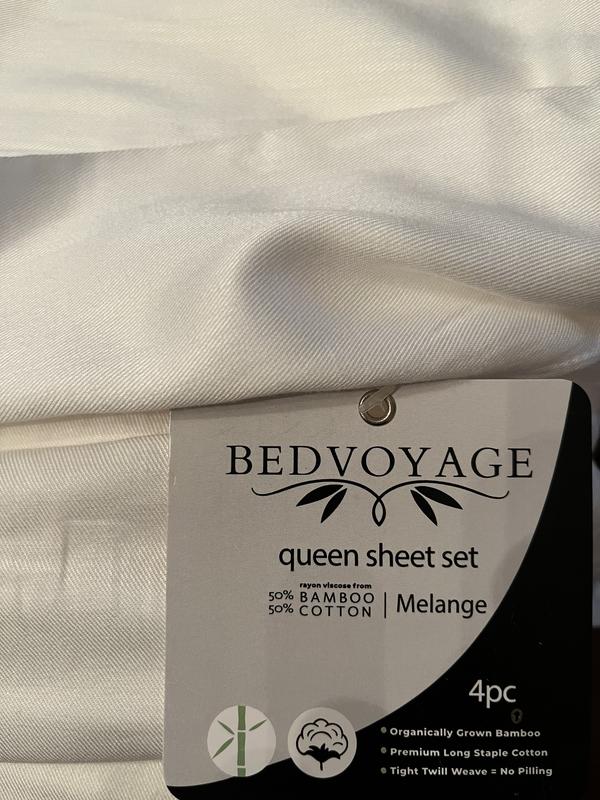 BEDVOYAGE
queen sheet set
rayon viscose from
50% BAMBOO
50% COTTON | Melange
4pc
Organically Grown Bamboo
Premium Long Staple Cotton
Tight Twill Weave = No Pilling